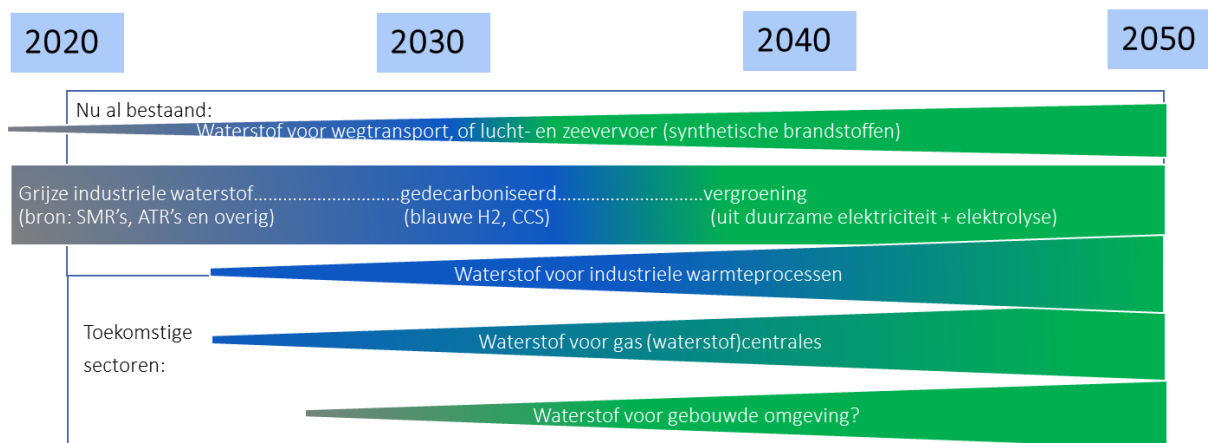 2020
2030
2040
2050
Nu al bestaand:
Waterstof voor wegtransport, of lucht- en zeevervoer (synthetische brandstoffen)
Grijze industriele waterstof.............................gedecarboniseerd.............................vergroening
(bron: SMR's, ATR's en overig) (blauwe H2, CCS) (uit duurzame elektriciteit + elektrolyse)
Waterstof voor industriele warmteprocessen
Toekomstige
sectoren:
Waterstof voor gas (waterstof)centrales
Waterstof voor gebouwde omgeving?